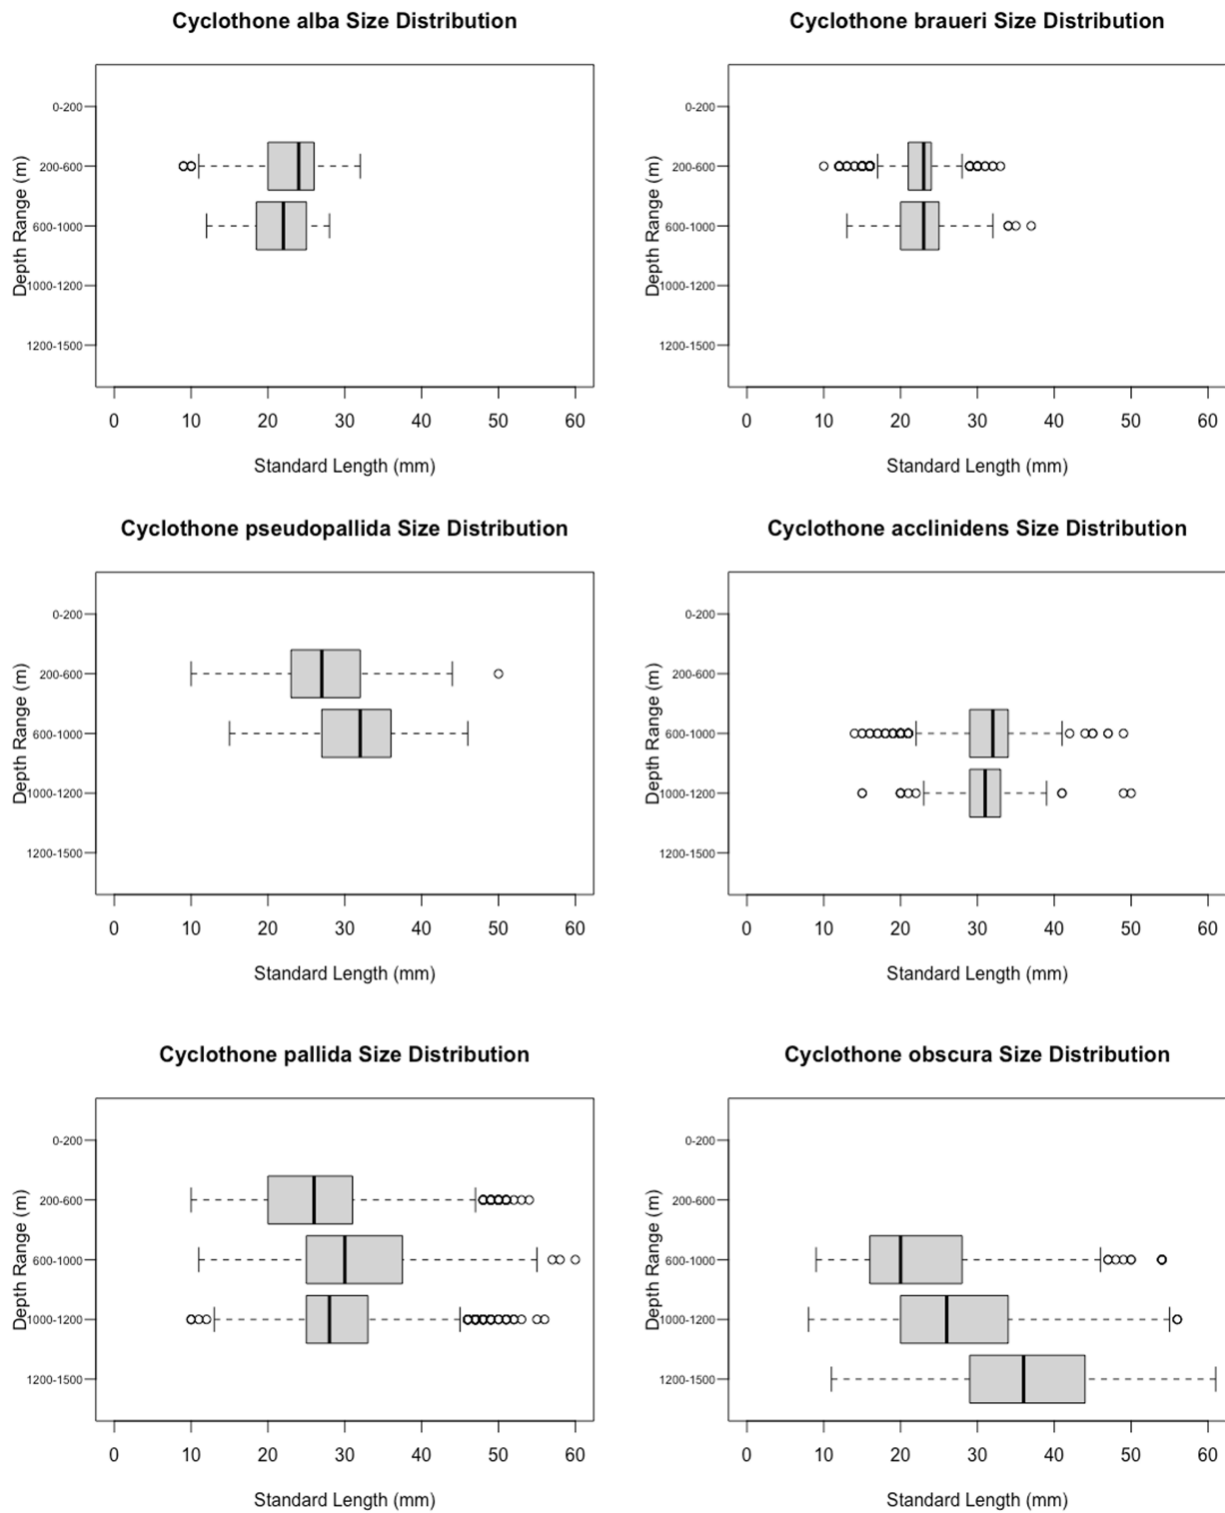 Cyclothone alba Size Distribution
Depth Range (m)
0-200
200-600
600-1000
1000-1200
1200-1500
0 10 20 30 40 50 60
Standard Length (mm)
Cyclothone braueri Size Distribution
Depth Range (m)
0-200
200-600
600-1000
1000-1200
1200-1500
0 10 20 30 40 50 60
Standard Length (mm)
Cyclothone pseudopallida Size Distribution
Depth Range (m)
0-200
200-600
600-1000
1000-1200
1200-1500
0 10 20 30 40 50 60
Standard Length (mm)
Cyclothone acclinidens Size Distribution
Depth Range (m)
0-200
200-600
600-1000
1000-1200
1200-1500
0 10 20 30 40 50 60
Standard Length (mm)
Cyclothone pallida Size Distribution
Depth Range (m)
0-200
200-600
600-1000
1000-1200
1200-1500
0 10 20 30 40 50 60
Standard Length (mm)
Cyclothone obscura Size Distribution
Depth Range (m)
0-200
200-600
600-1000
1000-1200
1200-1500
0 10 20 30 40 50 60
Standard Length (mm)